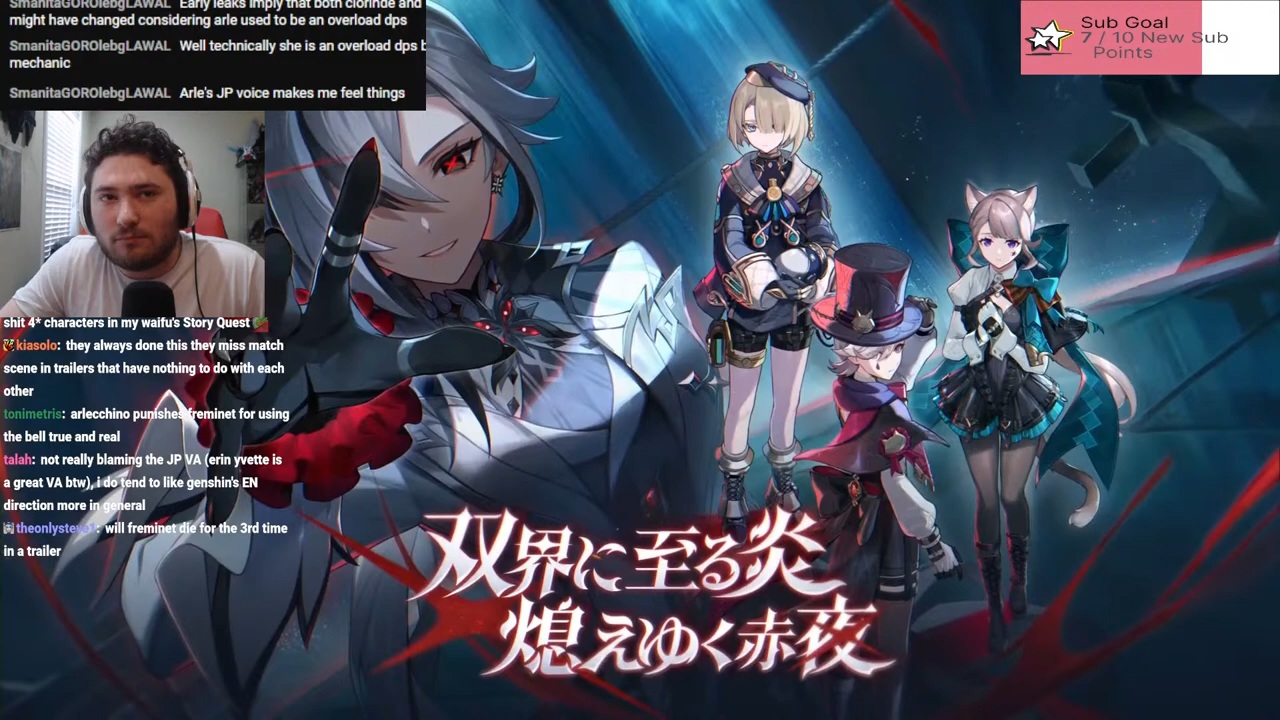 SmanitaGOROlebgLAWAL Early leaks imply that both clorinde and
might have changed considering arle used to be an overload dps
SmanitaGOROlebgLAWAL Well technically she is an overload dps b
mechanic
SmanitaGOROlebgLAWAL Arle's JP voice makes me feel things
Sub Goal
7 / 10 New Sub
Points
shit 4* characters in my waifu's Story Quest
kiasolo: they always done this they miss match
scene in trailers that have nothing to do with each
other
tonimetris: arlecchino punishes freminet for using
the bell true and real
talah: not really blaming the JP VA (erin yvette is
a great VA btw), i do tend to like genshin's EN
direction more in general
: will freminet die for the 3rd time
in a trailer
双界に至る炎
熄えゆく赤夜